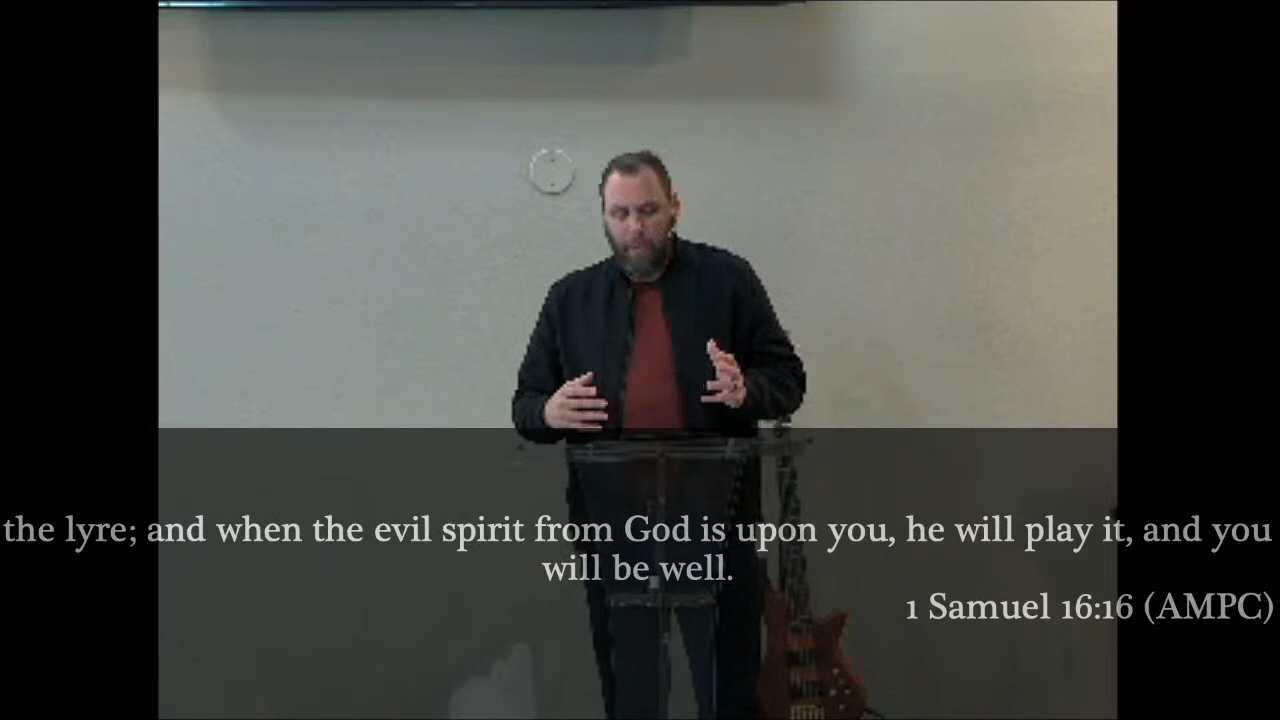 the lyre; and when the evil spirit from God is upon you, he will play it, and you
will be well.
1 Samuel 16:16 (AMPC)